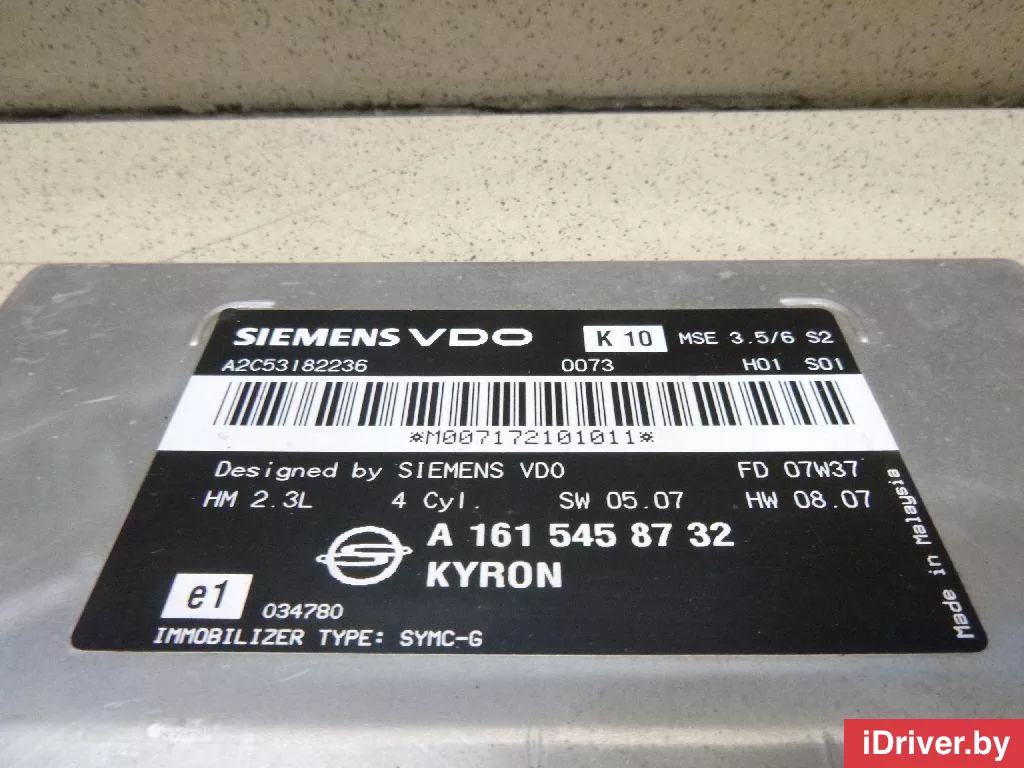 SIEMENS VDO K 10 MSE 3.5/6 S2
A2C53182236 0073 H01 S01
*M007172101011*
Designed by SIEMENS VDO FD 07W37
HM 2.3L 4 Cyl. SW 05.07 HW 08.07
A 161 545 87 32
KYRON
e1 034780
IMMOBILIZER TYPE: SYMC-G
Made in Malaysia
iDriver.by